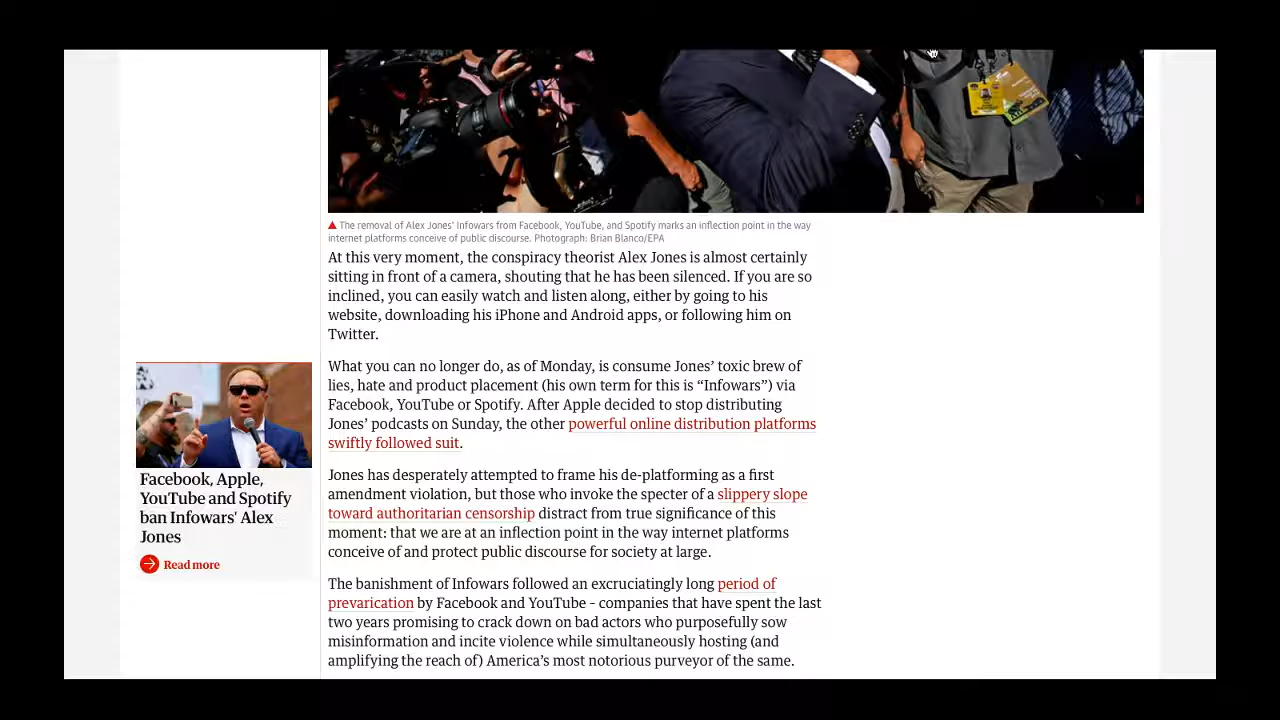 ▲ The removal of Alex Jones' Infowars from Facebook, YouTube, and Spotify marks an inflection point in the way
internet platforms conceive of public discourse. Photograph: Brian Blanco/EPA
At this very moment, the conspiracy theorist Alex Jones is almost certainly
sitting in front of a camera, shouting that he has been silenced. If you are so
inclined, you can easily watch and listen along, either by going to his
website, downloading his iPhone and Android apps, or following him on
Twitter.
What you can no longer do, as of Monday, is consume Jones’ toxic brew of
lies, hate and product placement (his own term for this is “Infowars”) via
Facebook, YouTube or Spotify. After Apple decided to stop distributing
Jones’ podcasts on Sunday, the other powerful online distribution platforms
swiftly followed suit.
Jones has desperately attempted to frame his de-platforming as a first
amendment violation, but those who invoke the specter of a slippery slope
toward authoritarian censorship distract from true significance of this
moment: that we are at an inflection point in the way internet platforms
conceive of and protect public discourse for society at large.
The banishment of Infowars followed an excruciatingly long period of
prevarication by Facebook and YouTube – companies that have spent the last
two years promising to crack down on bad actors who purposefully sow
misinformation and incite violence while simultaneously hosting (and
amplifying the reach of) America’s most notorious purveyor of the same.
Facebook, Apple,
YouTube and Spotify
ban Infowars' Alex
Jones
Read more